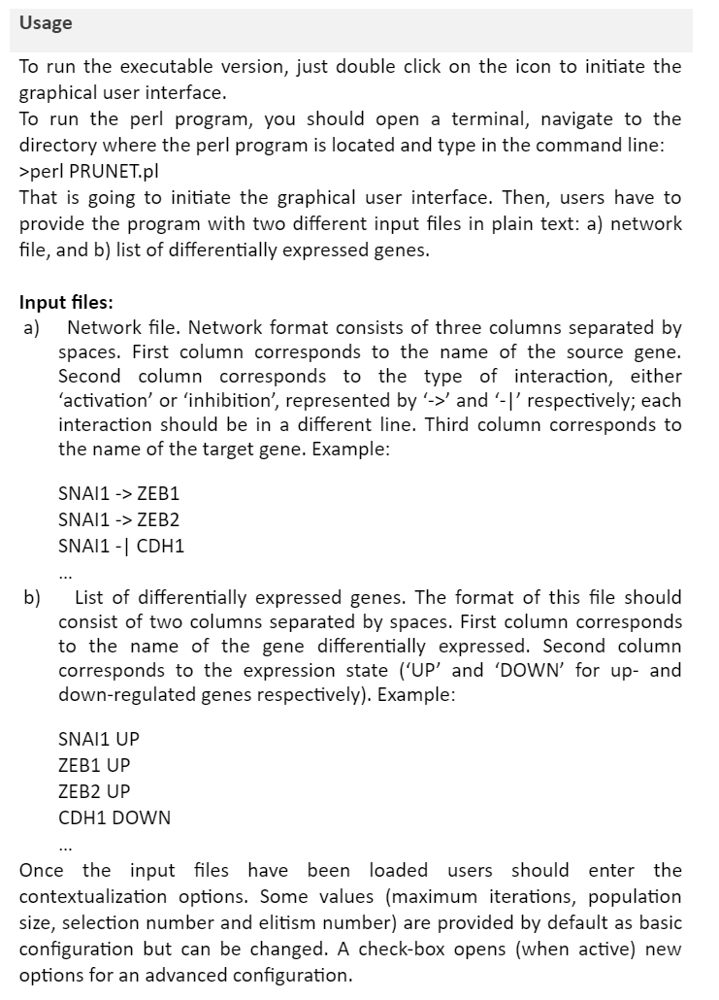 Usage
To run the executable version, just double click on the icon to initiate the
graphical user interface.
To run the perl program, you should open a terminal, navigate to the
directory where the perl program is located and type in the command line:
>perl PRUNET.pl
That is going to initiate the graphical user interface. Then, users have to
provide the program with two different input files in plain text: a) network
file, and b) list of differentially expressed genes.
Input files:
a) Network file. Network format consists of three columns separated by
spaces. First column corresponds to the name of the source gene.
Second column corresponds to the type of interaction, either
‘activation’ or ‘inhibition’, represented by ‘->’ and ‘-|’ respectively; each
interaction should be in a different line. Third column corresponds to
the name of the target gene. Example:
SNAI1 -> ZEB1
SNAI1 -> ZEB2
SNAI1 -| CDH1
...
b) List of differentially expressed genes. The format of this file should
consist of two columns separated by spaces. First column corresponds
to the name of the gene differentially expressed. Second column
corresponds to the expression state (‘UP’ and ‘DOWN’ for up- and
down-regulated genes respectively). Example:
SNAI1 UP
ZEB1 UP
ZEB2 UP
CDH1 DOWN
...
Once the input files have been loaded users should enter the
contextualization options. Some values (maximum iterations, population
size, selection number and elitism number) are provided by default as basic
configuration but can be changed. A check-box opens (when active) new
options for an advanced configuration.